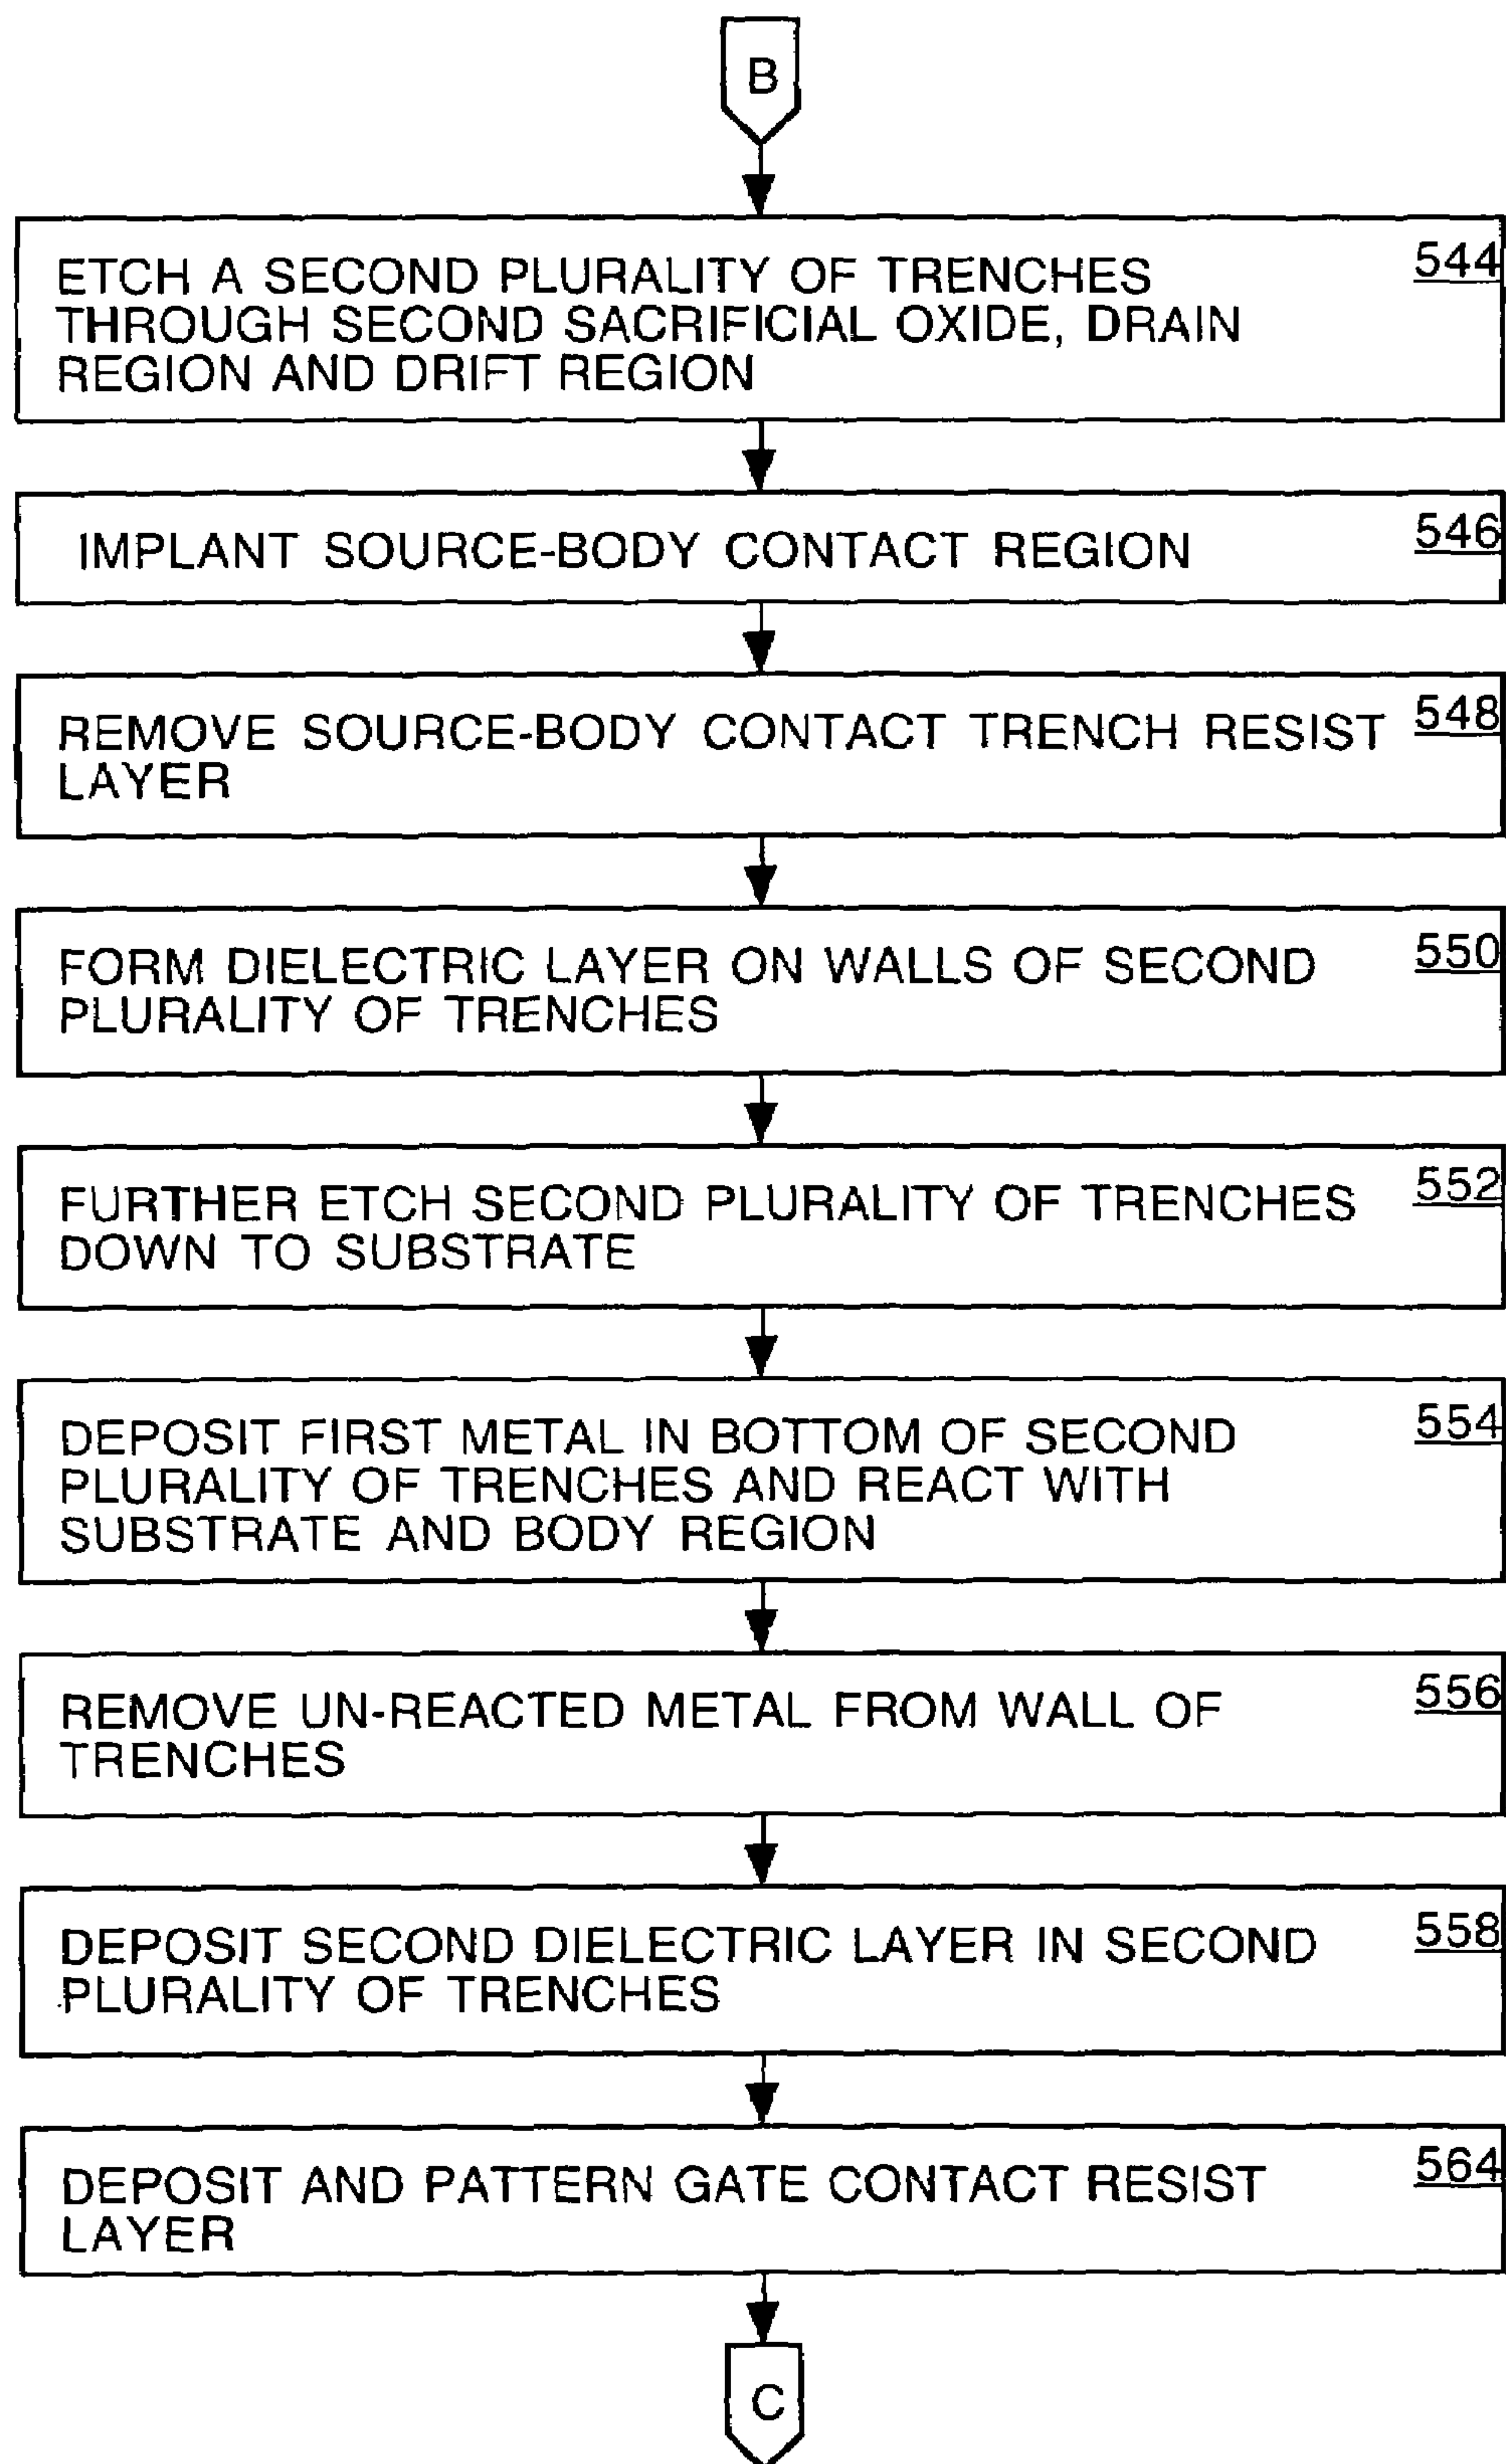 B
ETCH A SECOND PLURALITY OF TRENCHES
THROUGH SECOND SACRIFICIAL OXIDE, DRAIN
REGION AND DRIFT REGION
544
IMPLANT SOURCE-BODY CONTACT REGION
546
REMOVE SOURCE-BODY CONTACT TRENCH RESIST
LAYER
548
FORM DIELECTRIC LAYER ON WALLS OF SECOND
PLURALITY OF TRENCHES
550
FURTHER ETCH SECOND PLURALITY OF TRENCHES
DOWN TO SUBSTRATE
552
DEPOSIT FIRST METAL IN BOTTOM OF SECOND
PLURALITY OF TRENCHES AND REACT WITH
SUBSTRATE AND BODY REGION
554
REMOVE UN-REACTED METAL FROM WALL OF
TRENCHES
556
DEPOSIT SECOND DIELECTRIC LAYER IN SECOND
PLURALITY OF TRENCHES
558
DEPOSIT AND PATTERN GATE CONTACT RESIST
LAYER
564
C